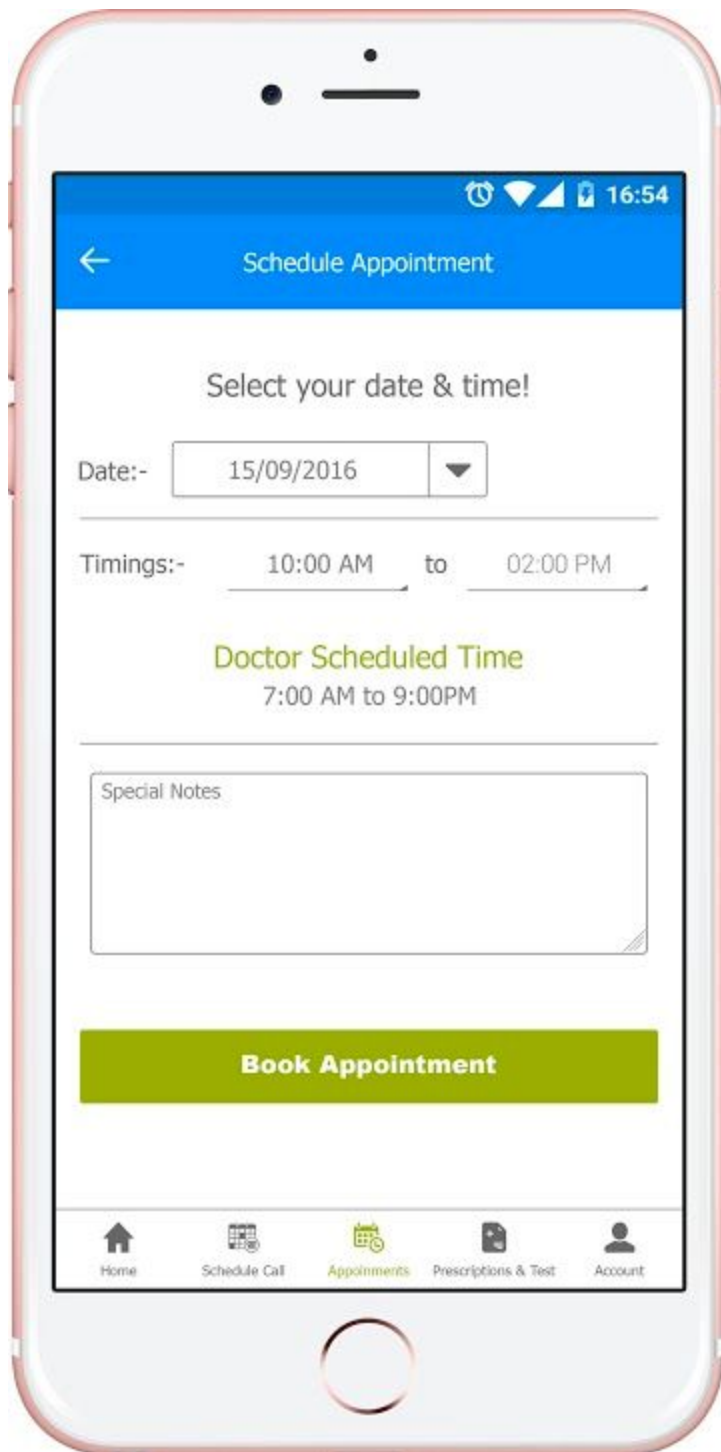 16:54
Schedule Appointment
Select your date & time!
Date:- 15/09/2016
Timings:- 10:00 AM to 02:00 PM
Doctor Scheduled Time
7:00 AM to 9:00PM
Special Notes
Book Appointment
Home Schedule Call Appoinments Prescriptions & Test Account